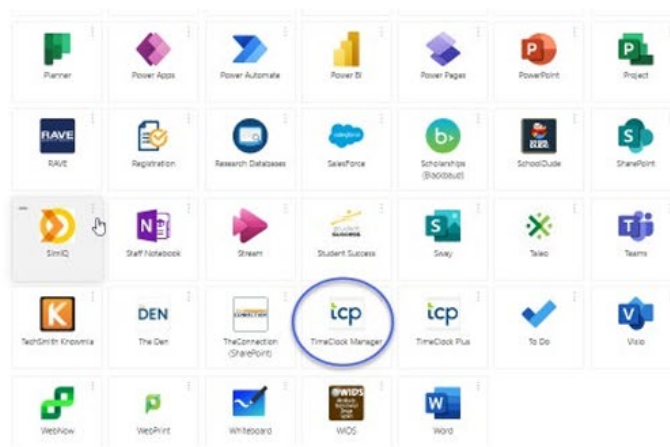 Planner
Power Apps
Power Automate
Power BI
Power Pages
P
PowerPoint
P
Project
RAVE
RAVE
Registration
Research Databases
salesforce
SalesForce
b
Scholarships
(Blackbaud)
SchoolDude
S
SharePoint
SimIQ
N
Staff Notebook
Stream
STUDENT
SUCCESS
Student Success
S
Sway
Taleo
T
Teams
K
TechSmith Knowmia
DEN
The Den
CONNECTION
TheConnection
(SharePoint)
tcp
TimeClock Manager
tcp
TimeClock Plus
To Do
V
Visio
WebNow
WebPrint
Whiteboard
@WIDS
WIDS
W
Word